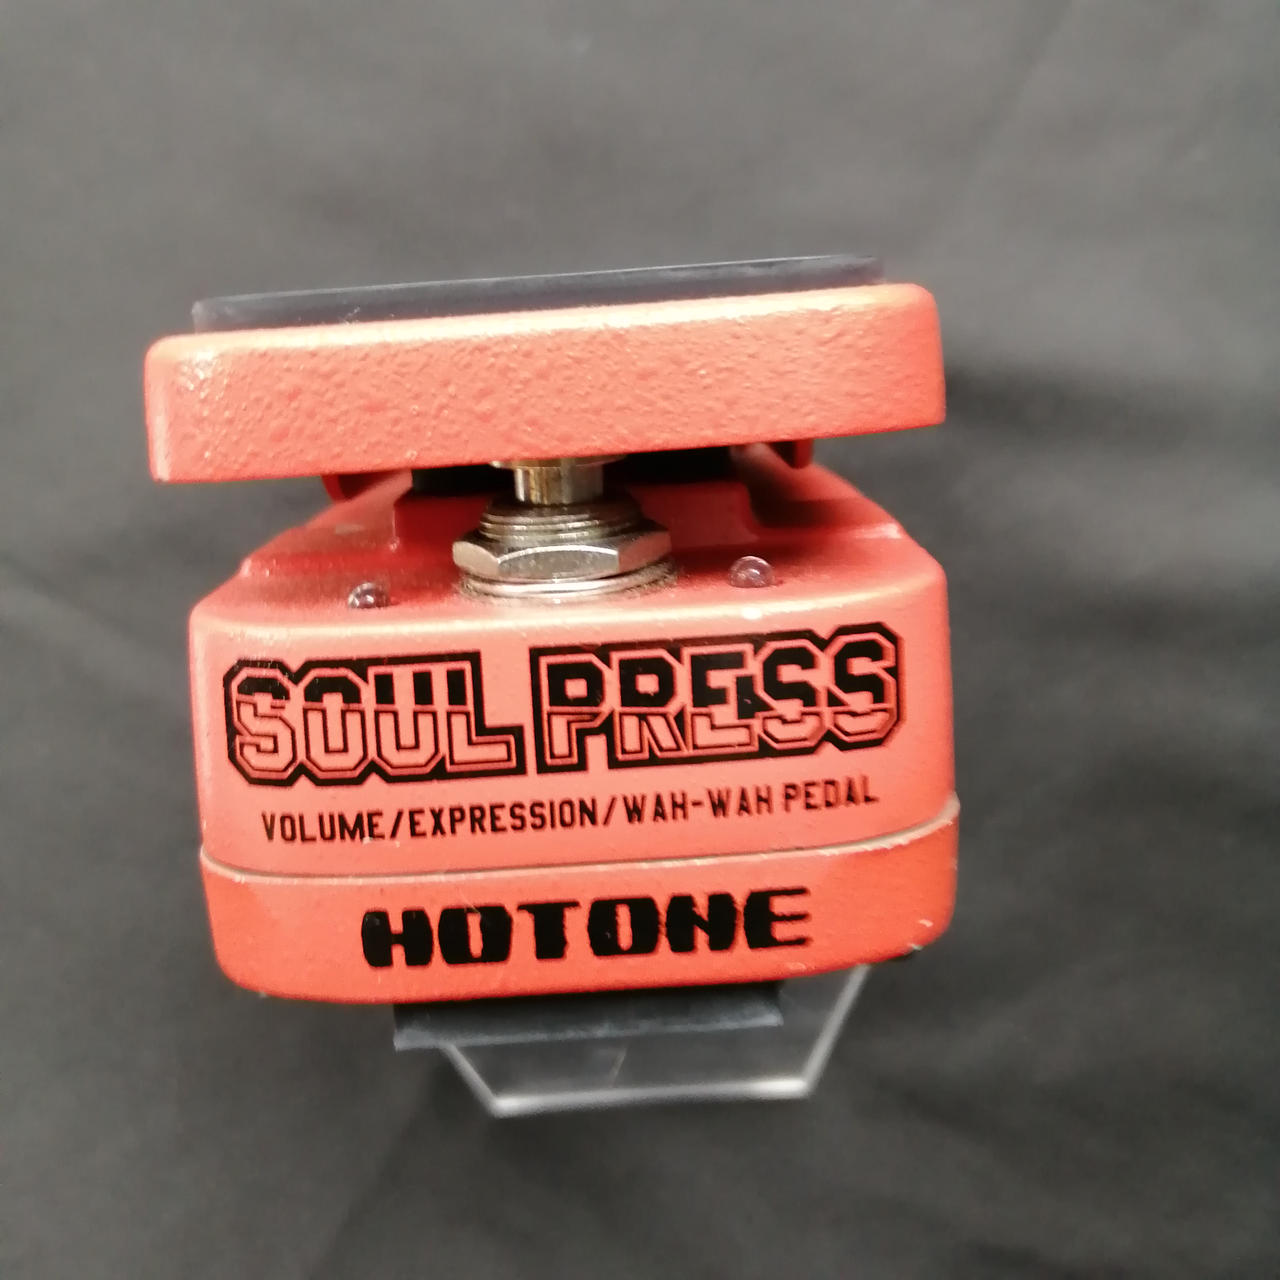 SOUL PRESS
VOLUME/EXPRESSION/WAH-WAH PEDAL
HOTONE